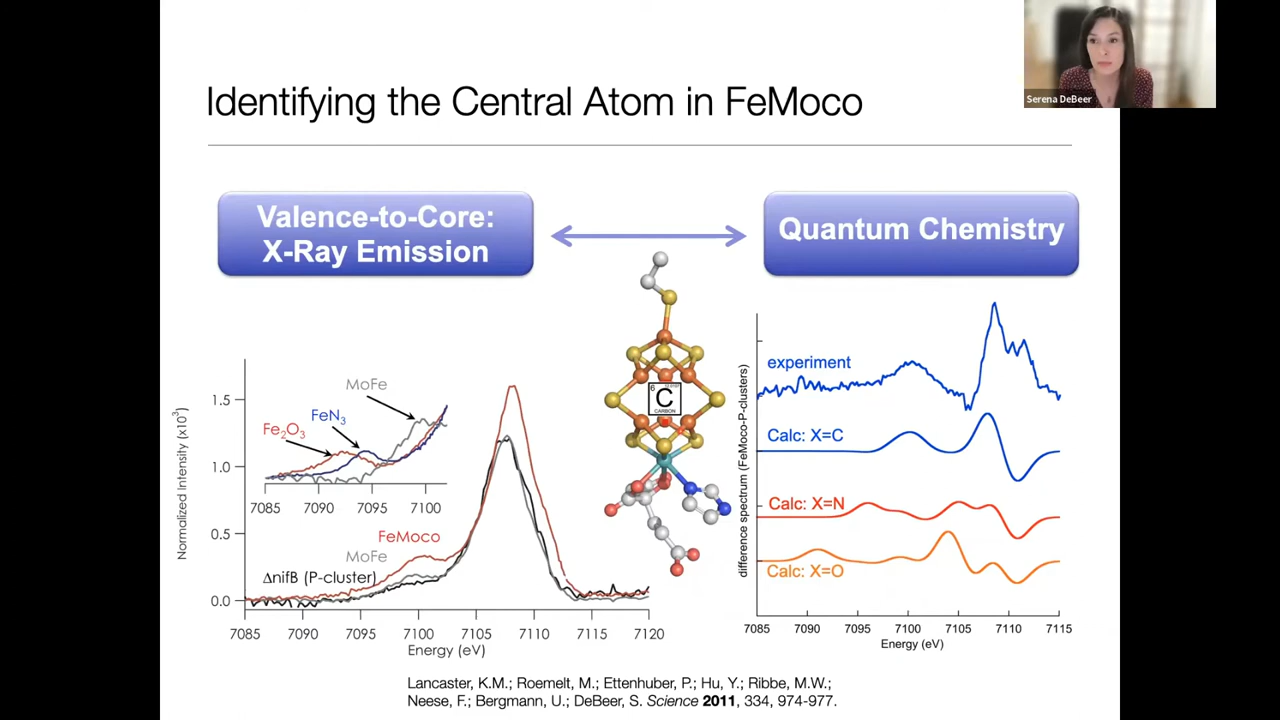 Serena DeBeer
Identifying the Central Atom in FeMoco
Valence-to-Core:
X-Ray Emission
Quantum Chemistry
Normalized Intensity (x10³)
1.5
1.0
0.5
0.0
MoFe
FeN₃
Fe₂O₃
7085 7090 7095 7100
FeMoco
MoFe
ΔnifB (P-cluster)
7085 7090 7095 7100 7105 7110 7115 7120
Energy (eV)
6
C
CARBON
difference spectrum (FeMoco-P-clusters)
experiment
Calc: X=C
Calc: X=N
Calc: X=O
7085 7090 7095 7100 7105 7110 7115
Energy (eV)
Lancaster, K.M.; Roemelt, M.; Ettenhuber, P.; Hu, Y.; Ribbe, M.W.;
Neese, F.; Bergmann, U.; DeBeer, S. Science 2011, 334, 974-977.